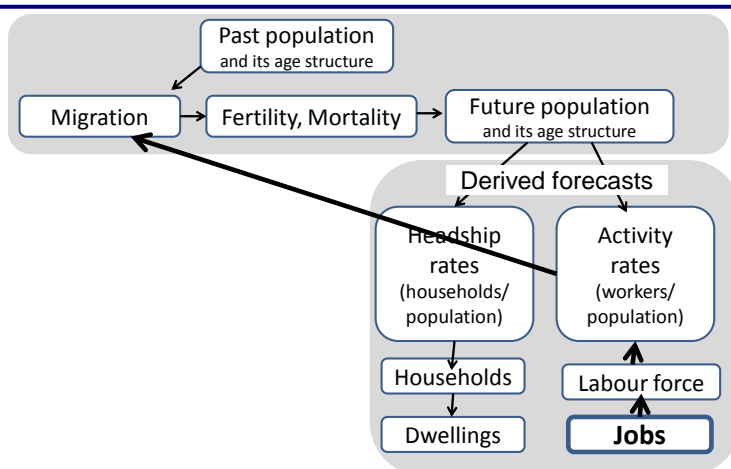 Past population
and its age structure
Migration
Fertility, Mortality
Future population
and its age structure
Derived forecasts
Headship
rates
(households/
population)
Activity
rates
(workers/
population)
Households
Labour force
Dwellings
Jobs